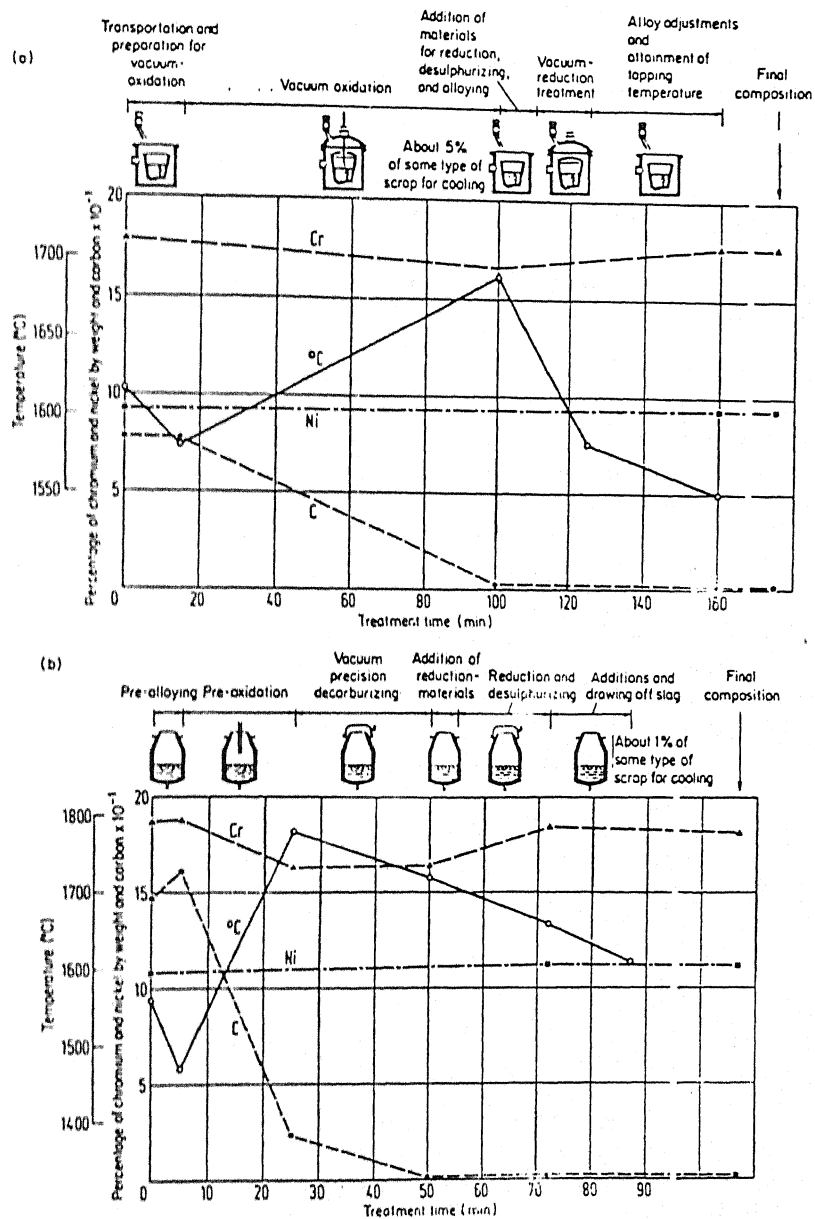 (a)
Transportation and
preparation for
vacuum-
oxidation
Vacuum oxidation
Addition of
materials
for reduction,
desulphurizing,
and alloying
Vacuum-
reduction
treatment
Alloy adjustments
and
attainment of
tapping
temperature
Final
composition
About 5%
of same type of
scrap for cooling
Temperature (°C)
1700
1650
1600
1550
Percentage of chromium and nickel by weight and carbon x 10⁻¹
20
15
10
5
0
Cr
°C
Ni
C
0
20
40
60
80
100
120
140
160
Treatment time (min)
(b)
Pre-alloying
Pre-oxidation
Vacuum
precision
decarburizing
Addition of
reduction-
materials
Reduction and
desulphurizing
Additions and
drawing off slag
Final
composition
About 1% of
same type of
scrap for cooling
Temperature (°C)
1800
1700
1600
1500
1400
Percentage of chromium and nickel by weight and carbon x 10⁻¹
20
15
10
5
Cr
°C
Ni
C
0
10
20
30
40
50
60
70
80
90
Treatment time (min)